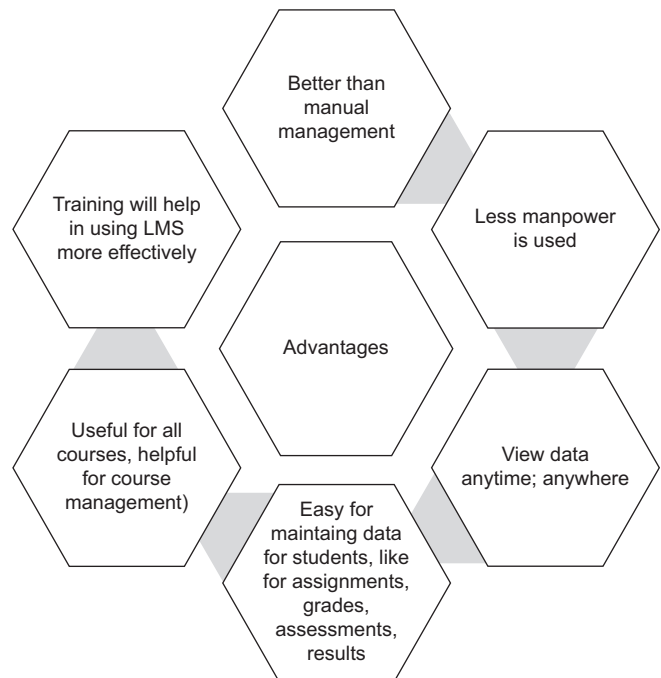 Better than
manual
management
Less manpower
is used
View data
anytime; anywhere
Easy for
maintaing data
for students, like
for assignments,
grades,
assessments,
results
Useful for all
courses, helpful
for course
management)
Training will help
in using LMS
more effectively
Advantages